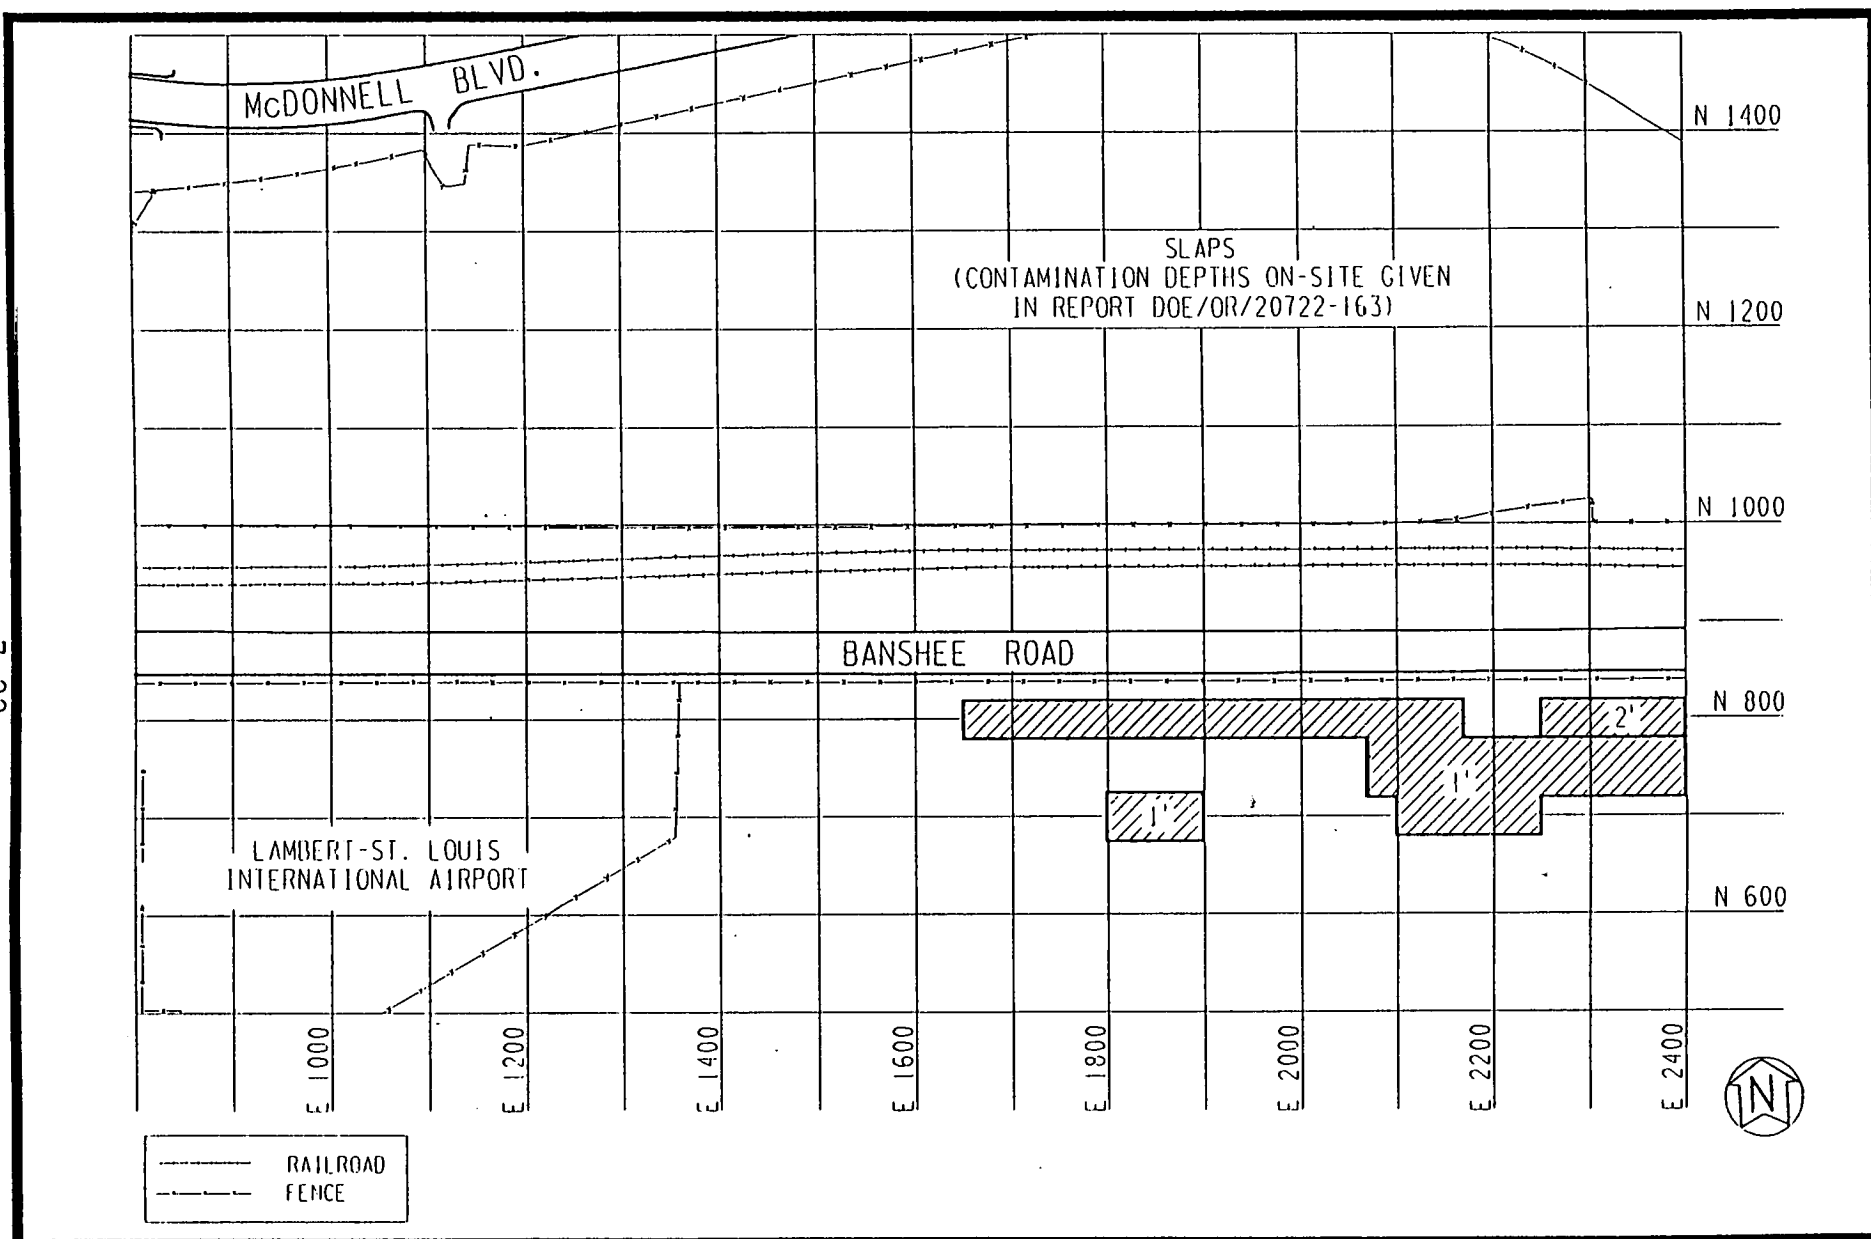 McDONNELL BLVD.
N 1400
SLAPS
(CONTAMINATION DEPTHS ON-SITE GIVEN
IN REPORT DOE/OR/20722-163)
N 1200
N 1000
BANSHEE ROAD
N 800
2'
1'
1'
LAMBERT-ST. LOUIS
INTERNATIONAL AIRPORT
N 600
E 1000
E 1200
E 1400
E 1600
E 1800
E 2000
E 2200
E 2400
N
RAILROAD
FENCE